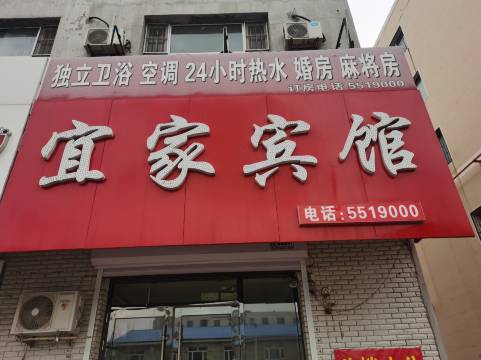 独立卫浴 空调 24小时热水 婚房 麻将房
订房电话 5519000
宜家宾馆
电话:5519000